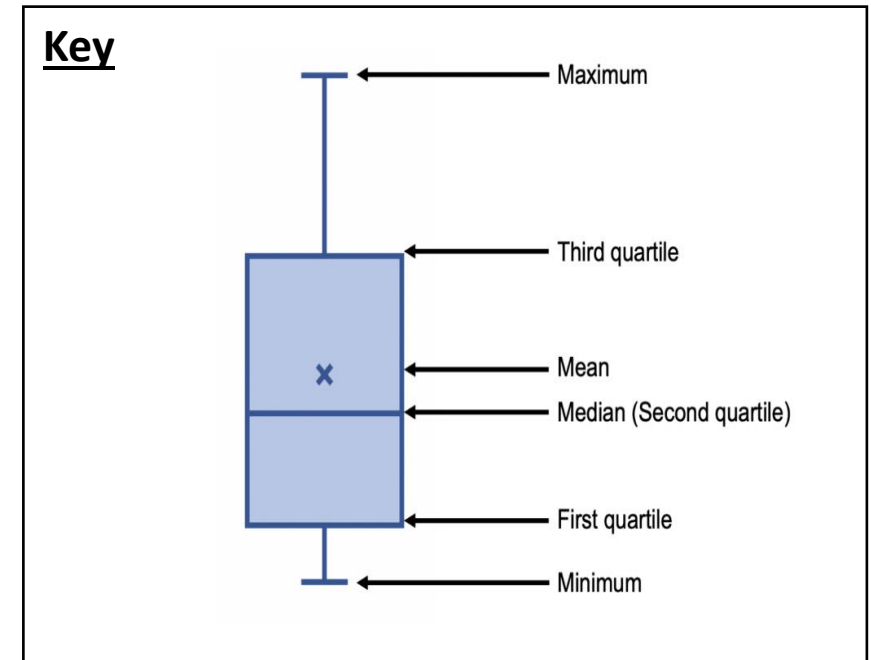 Key
Maximum
Third quartile
Mean
Median (Second quartile)
First quartile
Minimum